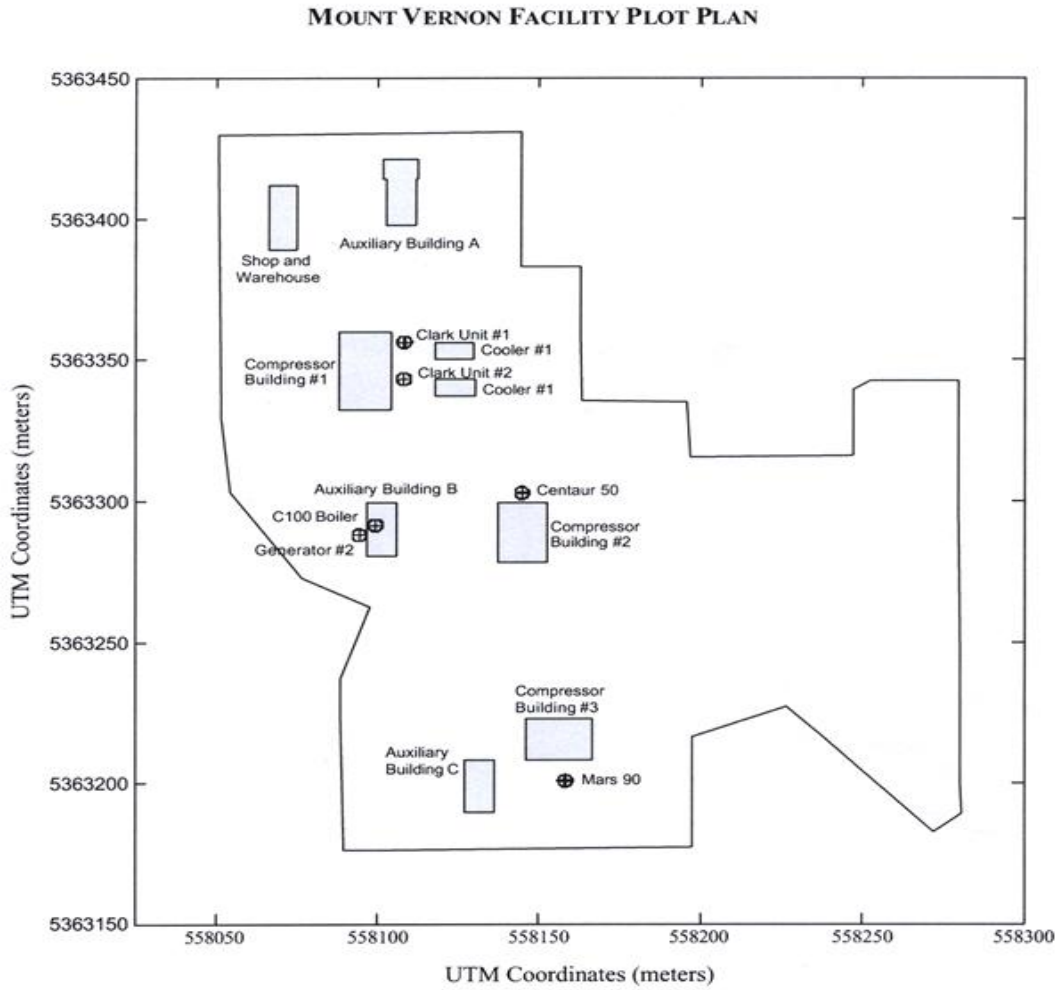 MOUNT VERNON FACILITY PLOT PLAN
5363450
5363400
5363350
5363300
5363250
5363200
5363150
UTM Coordinates (meters)
Auxiliary Building A
Shop and
Warehouse
Clark Unit #1
Cooler #1
Compressor
Building #1
Clark Unit #2
Cooler #1
Auxiliary Building B
C100 Boiler
Generator #2
Centaur 50
Compressor
Building #2
Compressor
Building #3
Auxiliary
Building C
Mars 90
558050
558100
558150
558200
558250
558300
UTM Coordinates (meters)